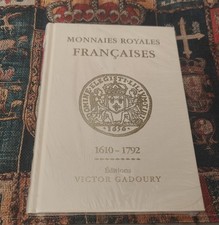 MONNAIES ROYALES
FRANÇAISES
1610-1792
Éditions
VICTOR GADOURY